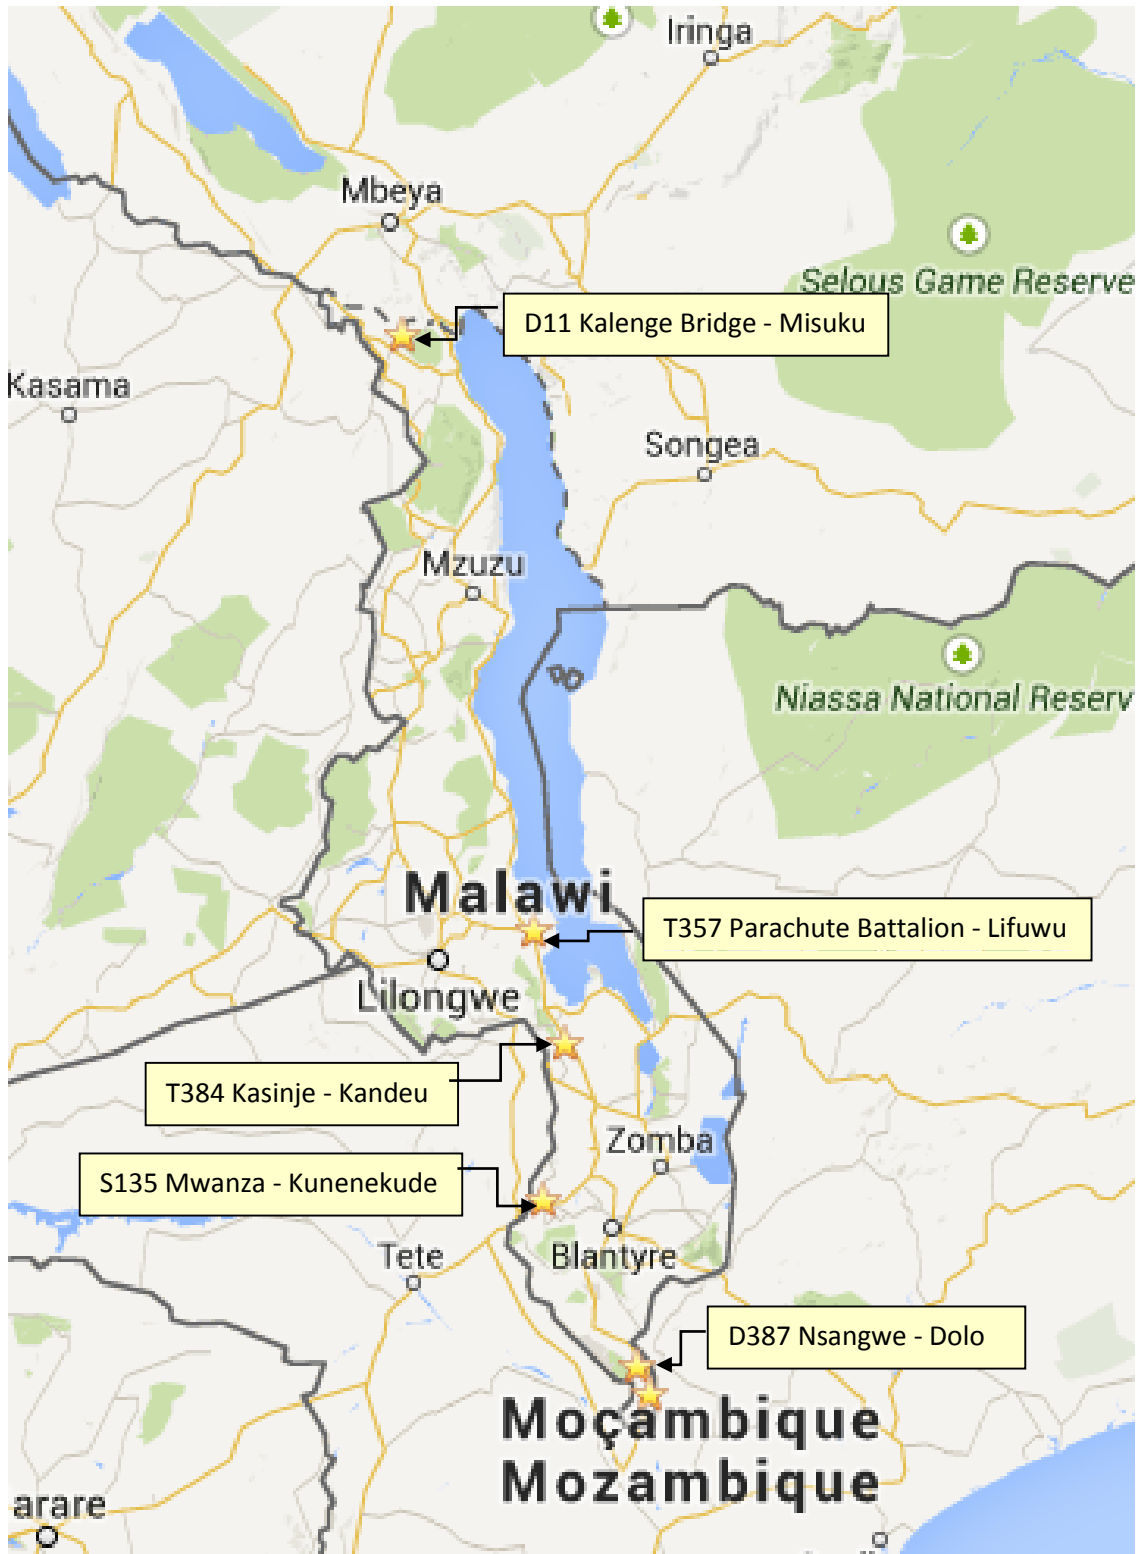 Iringa
Mbeya
Selous Game Reserve
D11 Kalenge Bridge - Misuku
Kasama
Songea
Mzuzu
Niassa National Reserv
Malawi
T357 Parachute Battalion - Lifuwu
Lilongwe
T384 Kasinje - Kandeu
Zomba
S135 Mwanza - Kunenekude
Blantyre
Tete
D387 Nsangwe - Dolo
Moçambique
Mozambique
arare